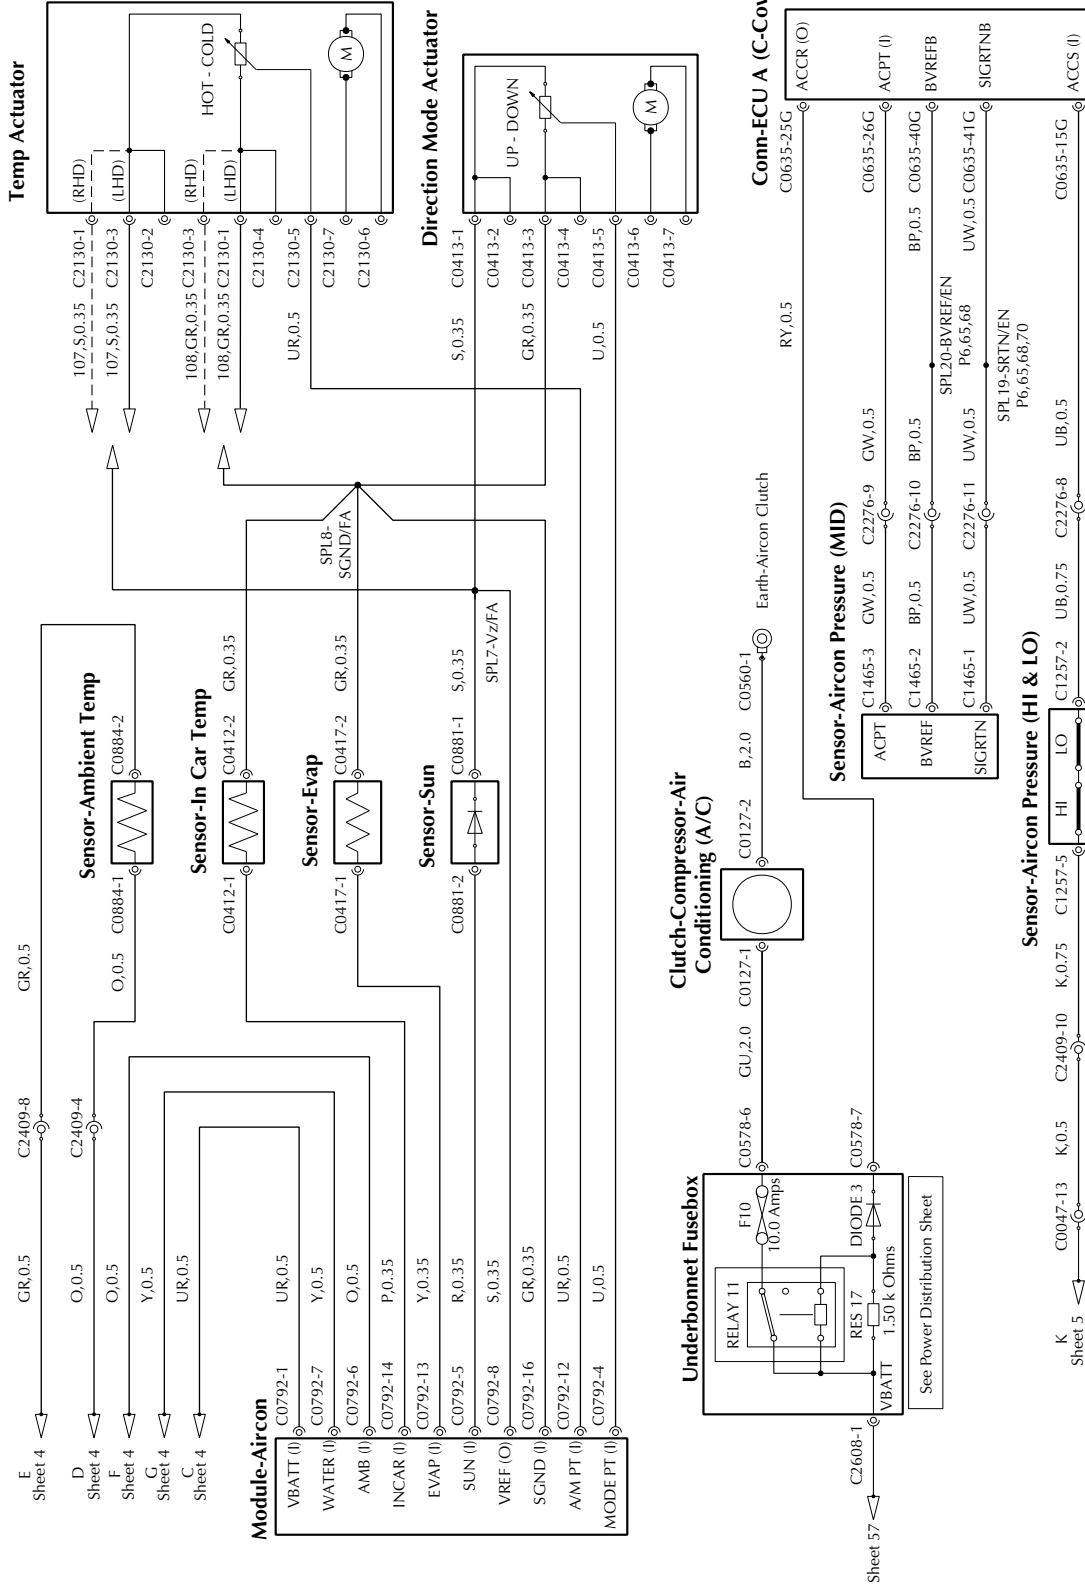 Temp Actuator
HOT - COLD
M
(RHD)
(LHD)
(RHD)
(LHD)
107,S,0.35 C2130-1
107,S,0.35 C2130-3
C2130-2
108,GR,0.35 C2130-3
108,GR,0.35 C2130-1
C2130-4
UR,0.5 C2130-5
C2130-7
C2130-6
Direction Mode Actuator
UP - DOWN
M
S,0.35 C0413-1
C0413-2
GR,0.35 C0413-3
C0413-4
U,0.5 C0413-5
C0413-6
C0413-7
SPL8-
SGND/FA
SPL7-Vz/FA
E
Sheet 4
GR,0.5 C2409-8 GR,0.5
D
Sheet 4
O,0.5 C2409-4 O,0.5
F
Sheet 4
O,0.5
G
Sheet 4
Y,0.5
C
Sheet 4
UR,0.5
Sensor-Ambient Temp
C0884-1 C0884-2
Sensor-In Car Temp
C0412-1 C0412-2 GR,0.35
Sensor-Evap
C0417-1 C0417-2 GR,0.35
Sensor-Sun
C0881-2 C0881-1 S,0.35
Module-Aircon
VBATT (I) C0792-1 UR,0.5
WATER (I) C0792-7 Y,0.5
AMB (I) C0792-6 O,0.5
INCAR (I) C0792-14 P,0.35
EVAP (I) C0792-13 Y,0.35
SUN (I) C0792-5 R,0.35
VREF (O) C0792-8 S,0.35
SGND (I) C0792-16 GR,0.35
A/M PT (I) C0792-12 UR,0.5
MODE PT (I) C0792-4 U,0.5
Conn-ECU A (C-Cov
RY,0.5 C0635-25G ACCR (O)
C0635-26G ACPT (I)
BP,0.5 C0635-40G BVREFB
UW,0.5 C0635-41G SIGRTNB
C0635-15G ACCS (I)
SPL20-BVREF/EN
P6,65,68
SPL19-SRTN/EN
P6,65,68,70
Sensor-Aircon Pressure (MID)
ACPT C1465-3 GW,0.5 C2276-9 GW,0.5
BVREF C1465-2 BP,0.5 C2276-10 BP,0.5
SIGRTN C1465-1 UW,0.5 C2276-11 UW,0.5
Clutch-Compressor-Air
Conditioning (A/C)
C0578-6 GU,2.0 C0127-1 C0127-2 B,2.0 C0560-1 Earth-Aircon Clutch
C0578-7
Underbonnet Fusebox
RELAY 11
F10
10.0 Amps
RES 17
1.50 k Ohms
DIODE 3
VBATT
C2608-1
Sheet 57
See Power Distribution Sheet
Sensor-Aircon Pressure (HI & LO)
HI LO
K
Sheet 5
C0047-13 K,0.5 C2409-10 K,0.75 C1257-5 C1257-2 UB,0.75 C2276-8 UB,0.5